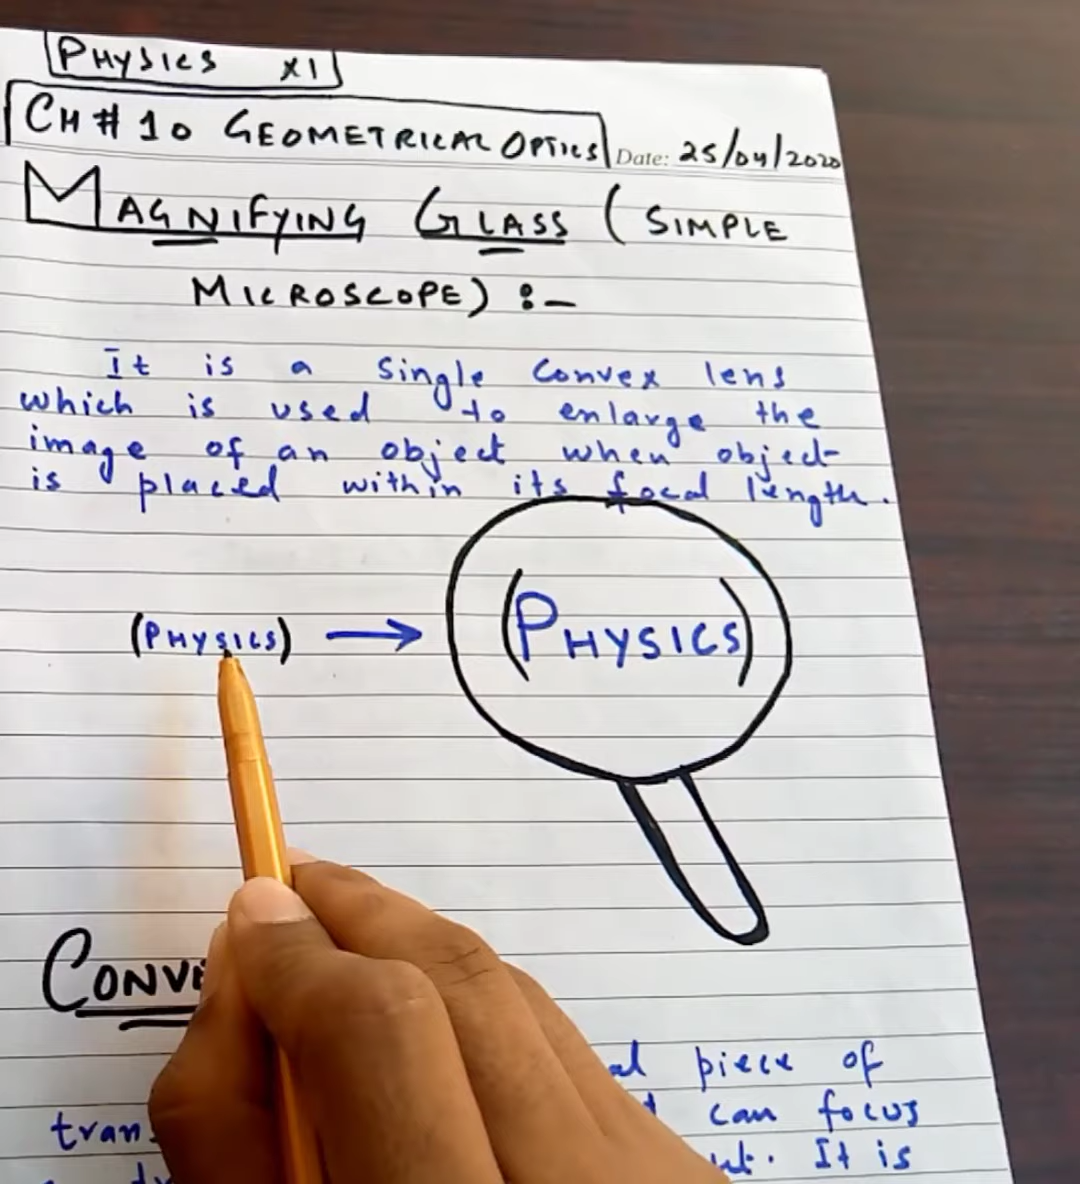 PHYSICS XI
CH # 10 GEOMETRICAL OPTICS Date: 25/04/2020
MAGNIFYING GLASS (SIMPLE
MICROSCOPE) :-
It is a single convex lens
which is used to enlarge the
image of an object when object
is placed within its focal length.
(PHYSICS) → (PHYSICS)
piece of
can focus
It is